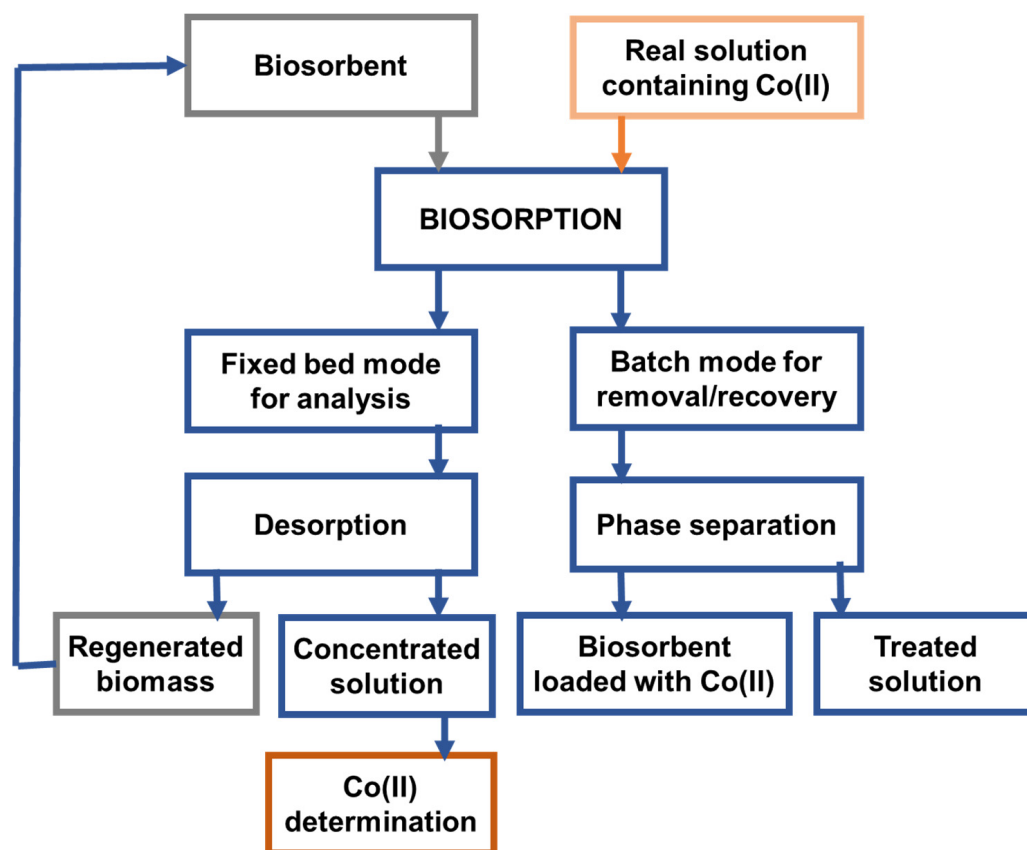 Biosorbent
Real solution
containing Co(II)
BIOSORPTION
Fixed bed mode
for analysis
Batch mode for
removal/recovery
Desorption
Phase separation
Regenerated
biomass
Concentrated
solution
Biosorbent
loaded with Co(II)
Treated
solution
Co(II)
determination